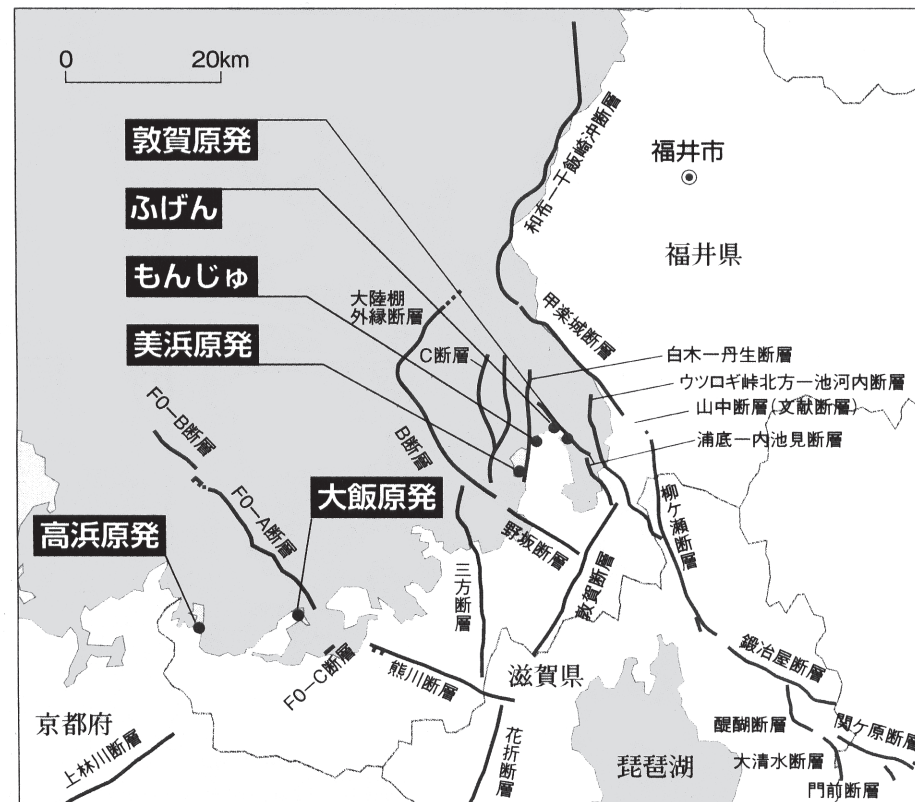 0
20km
敦賀原発
ふげん
もんじゅ
美浜原発
高浜原発
大飯原発
福井市
福井県
和布ー干飯崎沖断層
甲楽城断層
大陸棚
外縁断層
C断層
B断層
白木ー丹生断層
ウツロギ峠北方ー池河内断層
山中断層(文献断層)
浦底ー内池見断層
柳ケ瀬断層
FO－B断層
FO－A断層
FO－C断層
野坂断層
敦賀断層
三方断層
熊川断層
滋賀県
鍛冶屋断層
京都府
上林川断層
花折断層
琵琶湖
醍醐断層
関ケ原断層
大清水断層
門前断層